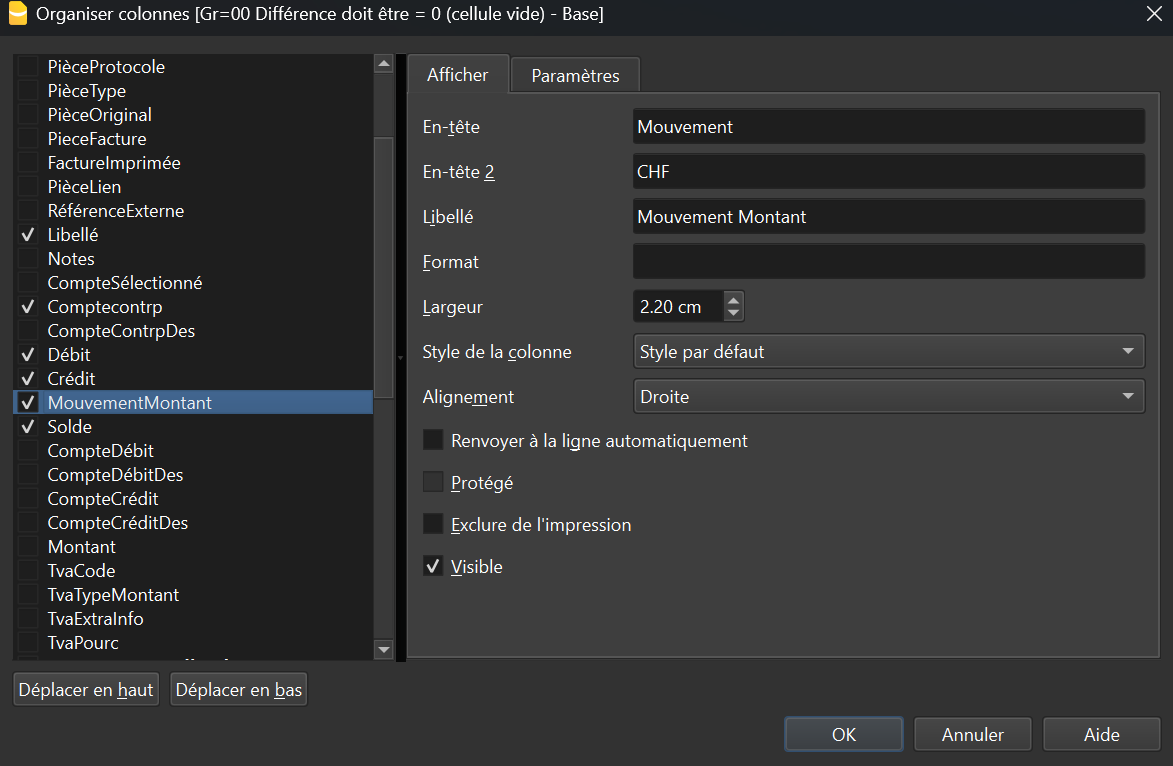 Organiser colonnes [Gr=00 Différence doit être = 0 (cellule vide) - Base]
PièceProtocole
PièceType
PièceOriginal
PieceFacture
FactureImprimée
PièceLien
RéférenceExterne
Libellé
Notes
CompteSélectionné
Comptecontrp
CompteContrpDes
Débit
Crédit
MouvementMontant
Solde
CompteDébit
CompteDébitDes
CompteCrédit
CompteCréditDes
Montant
TvaCode
TvaTypeMontant
TvaExtraInfo
TvaPourc
Déplacer en haut
Déplacer en bas
Afficher
Paramètres
En-tête
Mouvement
En-tête 2
CHF
Libellé
Mouvement Montant
Format
Largeur
2.20 cm
Style de la colonne
Style par défaut
Alignement
Droite
Renvoyer à la ligne automatiquement
Protégé
Exclure de l'impression
Visible
OK
Annuler
Aide